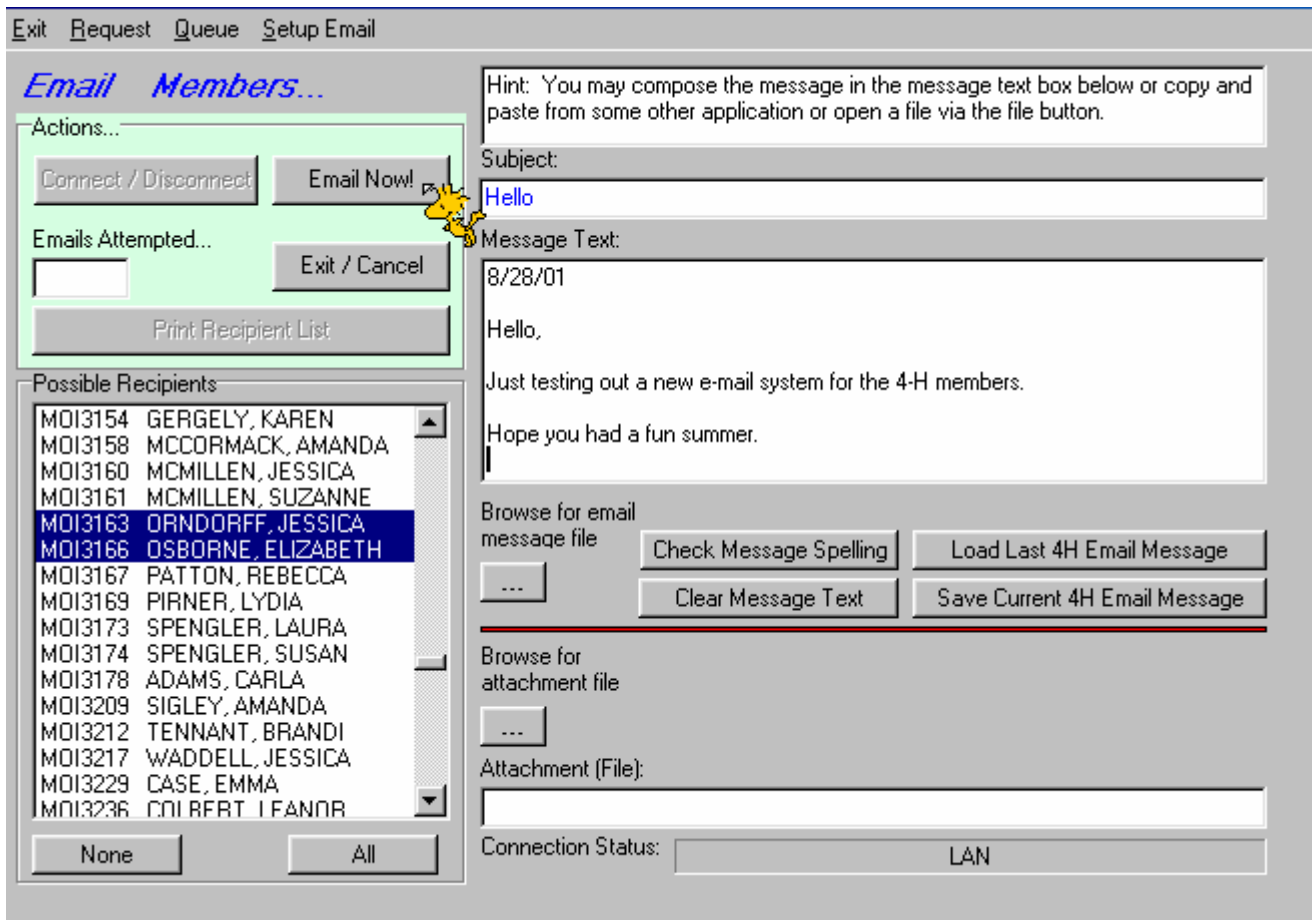 Exit Request Queue Setup Email
Email Members...
Actions...
Connect / Disconnect
Email Now!
Emails Attempted...
Exit / Cancel
Print Recipient List
Possible Recipients
MOI3154 GERGELY, KAREN
MOI3158 MCCORMACK, AMANDA
MOI3160 MCMILLEN, JESSICA
MOI3161 MCMILLEN, SUZANNE
MOI3163 ORNDORFF, JESSICA
MOI3166 OSBORNE, ELIZABETH
MOI3167 PATTON, REBECCA
MOI3169 PIRNER, LYDIA
MOI3173 SPENGLER, LAURA
MOI3174 SPENGLER, SUSAN
MOI3178 ADAMS, CARLA
MOI3209 SIGLEY, AMANDA
MOI3212 TENNANT, BRANDI
MOI3217 WADDELL, JESSICA
MOI3229 CASE, EMMA
MOI3236 COLBERT, LEANOR
None
All
Hint: You may compose the message in the message text box below or copy and
paste from some other application or open a file via the file button.
Subject:
Hello
Message Text:
8/28/01
Hello,
Just testing out a new e-mail system for the 4-H members.
Hope you had a fun summer.
Browse for email
message file
...
Check Message Spelling
Load Last 4H Email Message
Clear Message Text
Save Current 4H Email Message
Browse for
attachment file
...
Attachment (File):
Connection Status:
LAN